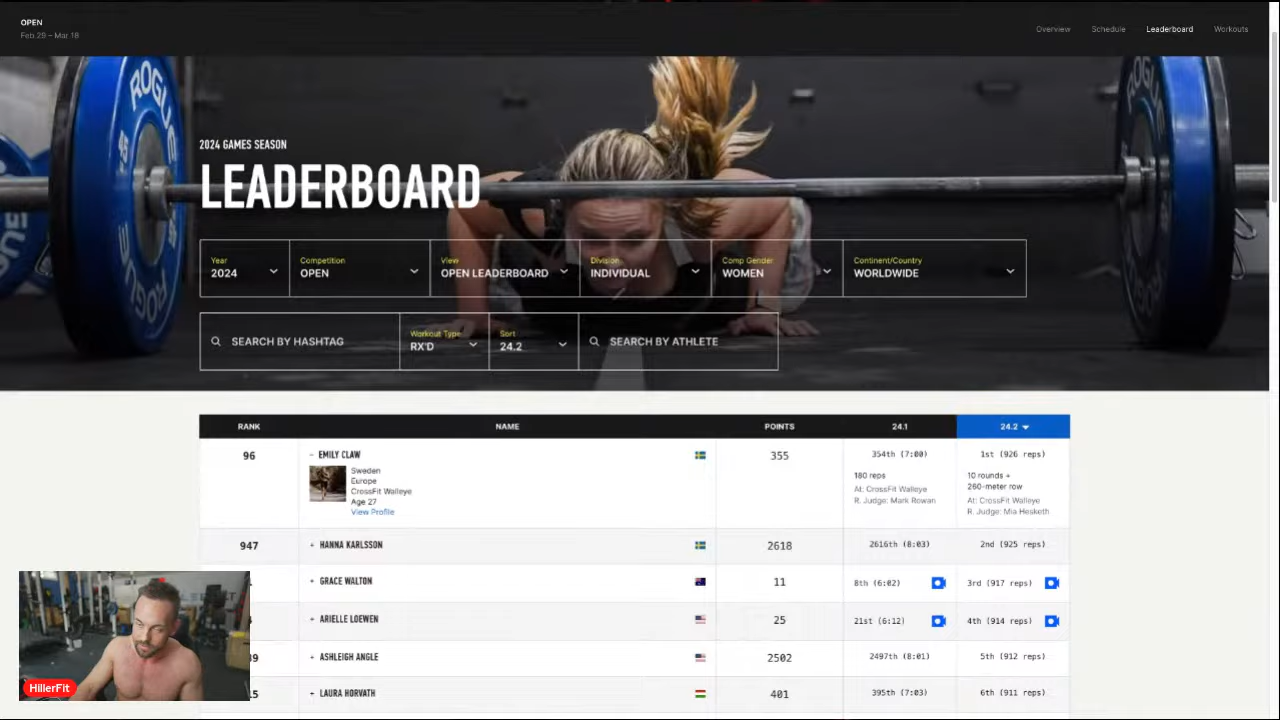 OPEN
Feb 29 – Mar 18
Overview Schedule Leaderboard Workouts
ROGUE
45
2024 GAMES SEASON
LEADERBOARD
Year Competition View Division Comp Gender Continent/Country
2024 OPEN OPEN LEADERBOARD INDIVIDUAL WOMEN WORLDWIDE
SEARCH BY HASHTAG Workout Type RX'D Sort 24.2 SEARCH BY ATHLETE
RANK NAME POINTS 24.1 24.2
96 – EMILY CLAW 355 354th (7:00) 1st (926 reps)
Sweden
Europe
CrossFit Walleye
Age 27
View Profile
180 reps
At: CrossFit Walleye
R. Judge: Mark Rowan
10 rounds +
260-meter row
At: CrossFit Walleye
R. Judge: Mia Hesketh
947 + HANNA KARLSSON 2618 2616th (8:03) 2nd (925 reps)
+ GRACE WALTON 11 8th (6:02) 3rd (917 reps)
+ ARIELLE LOEWEN 25 21st (6:12) 4th (914 reps)
9 + ASHLEIGH ANGLE 2502 2497th (8:01) 5th (912 reps)
5 + LAURA HORVATH 401 395th (7:03) 6th (911 reps)
HillerFit